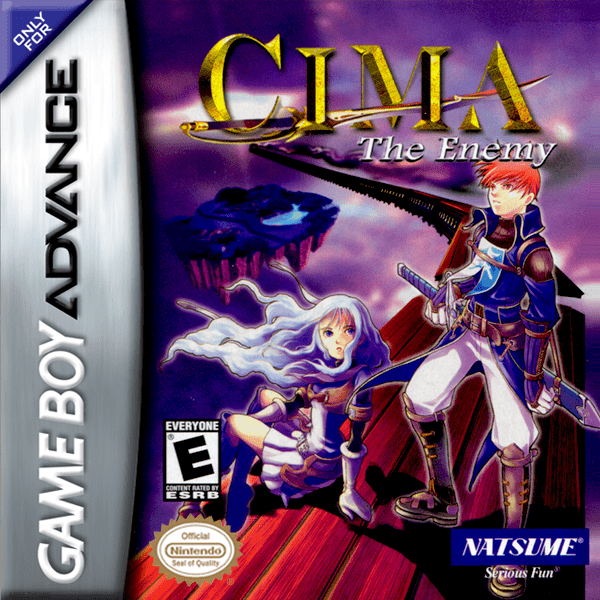 ONLY
FOR
GAME BOY ADVANCE
CIMA
The Enemy
EVERYONE
E
®
CONTENT RATED BY
ESRB
Official
Nintendo
Seal of Quality
NATSUME®
Serious Fun®